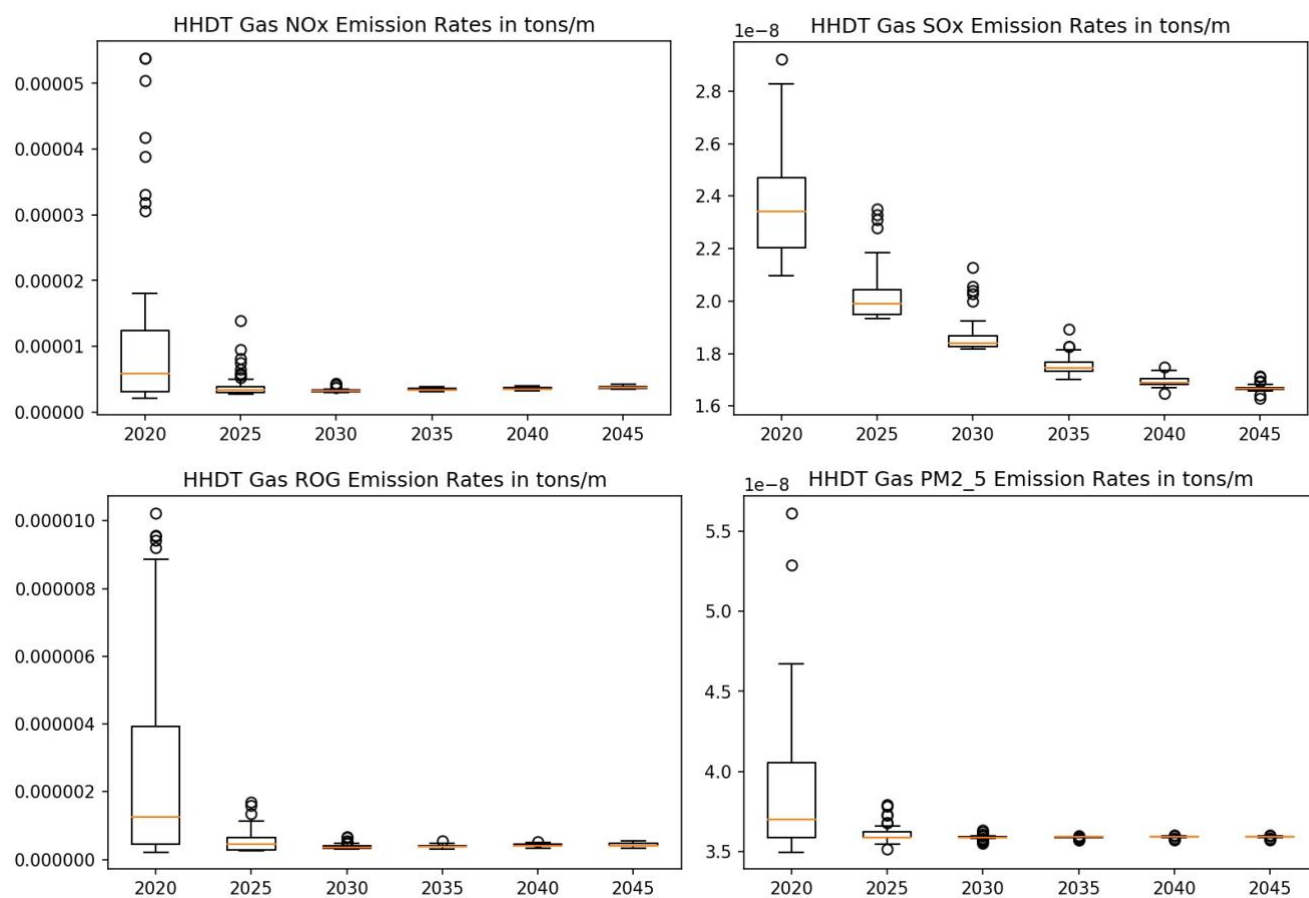 HHDT Gas NOx Emission Rates in tons/m
0.00005
0.00004
0.00003
0.00002
0.00001
0.00000
2020 2025 2030 2035 2040 2045
HHDT Gas SOx Emission Rates in tons/m
1e−8
2.8
2.6
2.4
2.2
2.0
1.8
1.6
2020 2025 2030 2035 2040 2045
HHDT Gas ROG Emission Rates in tons/m
0.000010
0.000008
0.000006
0.000004
0.000002
0.000000
2020 2025 2030 2035 2040 2045
HHDT Gas PM2_5 Emission Rates in tons/m
1e−8
5.5
5.0
4.5
4.0
3.5
2020 2025 2030 2035 2040 2045